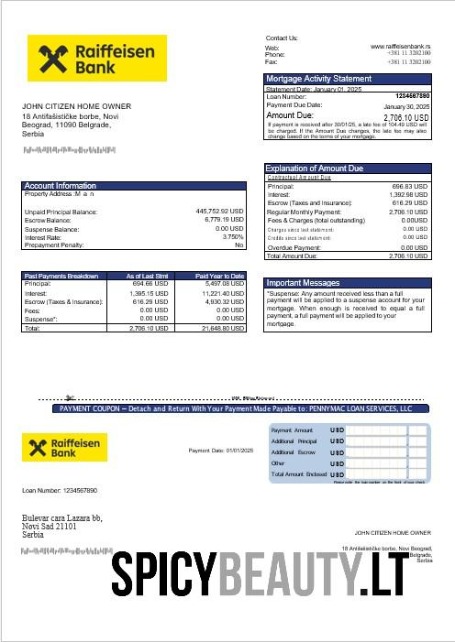 Raiffeisen
Bank
Contact Us:
Web: www.raiffeisenbank.rs
Phone: +381 11 3202100
Fax: +381 11 3202100
Mortgage Activity Statement
Statement Date: January 01, 2025
Loan Number: 1234567890
Payment Due Date: January 30, 2025
Amount Due: 2,706.10 USD
If payment is received after 30/01/25, a late fee of 104.49 USD will
be charged. If the Amount Due changes, the late fee may also
change based on the terms of your mortgage.
JOHN CITIZEN HOME OWNER
18 Antifašističke borbe, Novi
Beograd, 11090 Belgrade,
Serbia
Explanation of Amount Due
Contractual Amount Due
Principal: 696.83 USD
Interest: 1,392.98 USD
Escrow (Taxes and Insurance): 616.29 USD
Regular Monthly Payment: 2,706.10 USD
Fees & Charges (total outstanding) 0.00USD
Charges since last statement: 0.00 USD
Credits since last statement: 0.00 USD
Overdue Payment: 0.00 USD
Total Amount Due: 2,706.10 USD
Account Information
Property Address :M a n
Unpaid Principal Balance: 445,752.92 USD
Escrow Balance: 6,779.19 USD
Suspense Balance: 0.00 USD
Interest Rate: 3.750%
Prepayment Penalty: No
Past Payments Breakdown As of Last Stmt Paid Year to Date
Principal: 694.66 USD 5,497.08 USD
Interest: 1,395.15 USD 11,221.40 USD
Escrow (Taxes & Insurance): 616.29 USD 4,930.32 USD
Fees: 0.00 USD 0.00 USD
Suspense*: 0.00 USD 0.00 USD
Total: 2,706.10 USD 21,648.80 USD
Important Messages
*Suspense: Any amount received less than a full
payment will be applied to a suspense account for your
mortgage. When enough is received to equal a full
payment, a full payment will be applied to your
mortgage
PAYMENT COUPON – Detach and Return With Your Payment Made Payable to: PENNYMAC LOAN SERVICES, LLC
Raiffeisen
Bank
Payment Date: 01/01/2025
Payment Amount USD
Additional Principal USD
Additional Escrow USD
Other USD
Total Amount Enclosed USD
Loan Number: 1234567890
Bulevar cara Lazara bb,
Novi Sad 21101
Serbia
JOHN CITIZEN HOME OWNER
18 Antifašističke borbe, Novi Beograd,
Belgrade,
Serbia
SPICYBEAUTY.LT